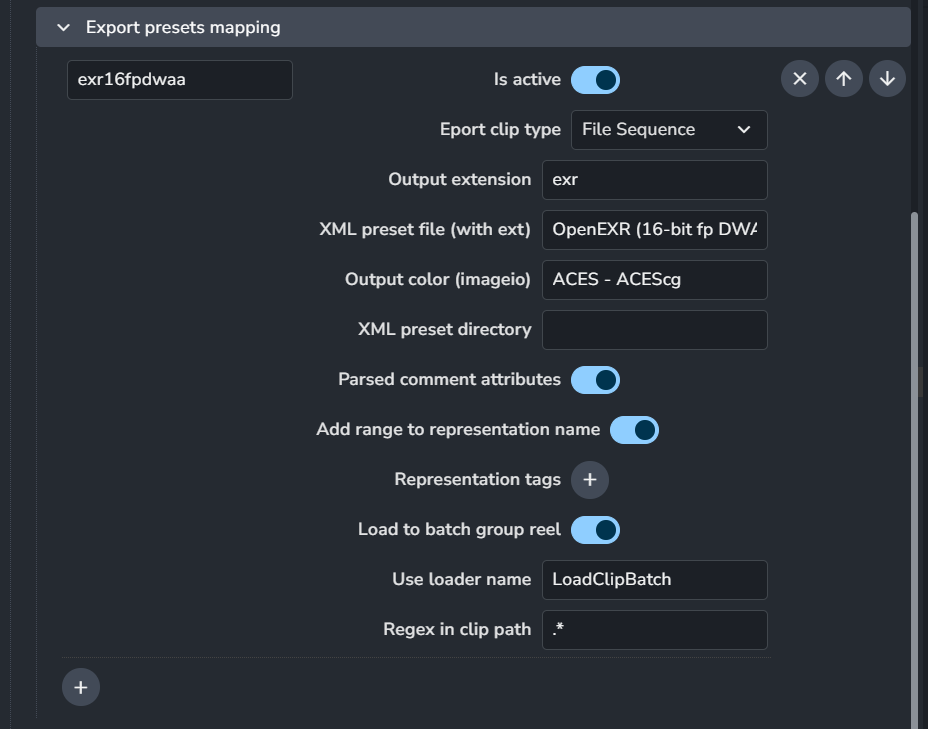 Export presets mapping
exr16fpdwaa
Is active
Eport clip type File Sequence
Output extension exr
XML preset file (with ext) OpenEXR (16-bit fp DWA
Output color (imageio) ACES - ACEScg
XML preset directory
Parsed comment attributes
Add range to representation name
Representation tags
Load to batch group reel
Use loader name LoadClipBatch
Regex in clip path .*